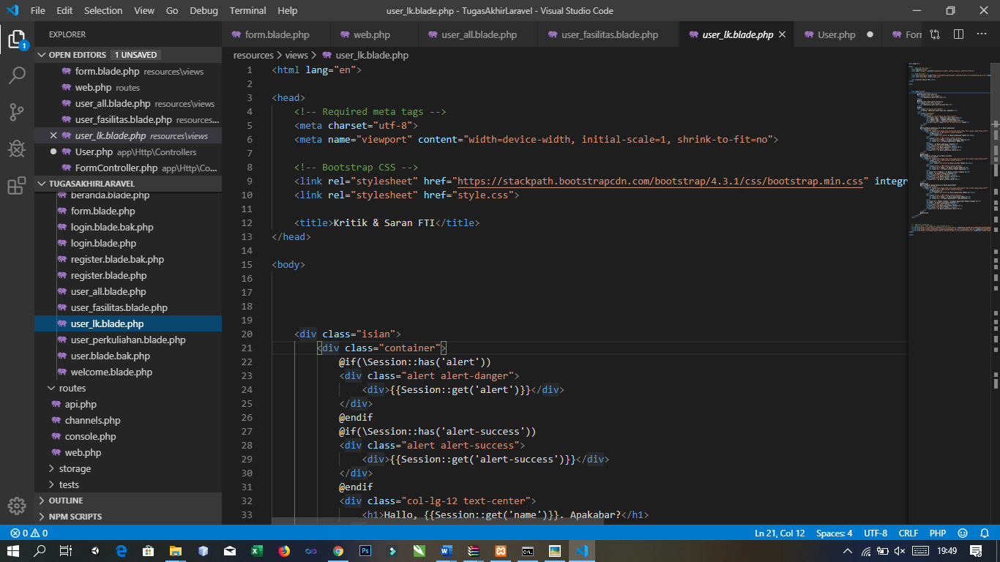 File Edit Selection View Go Debug Terminal Help
user_lk.blade.php - TugasAkhirLaravel - Visual Studio Code
EXPLORER
OPEN EDITORS 1 UNSAVED
form.blade.php resources\views
web.php routes
user_all.blade.php resources\views
user_fasilitas.blade.php resources...
user_lk.blade.php resources\views
User.php app\Http\Controllers
FormController.php app\Http\Co...
TUGASAKHIRLARAVEL
beranda.blade.php
form.blade.php
login.blade.bak.php
login.blade.php
register.blade.bak.php
register.blade.php
user_all.blade.php
user_fasilitas.blade.php
user_lk.blade.php
user_perkuliahan.blade.php
user.blade.bak.php
welcome.blade.php
routes
api.php
channels.php
console.php
web.php
storage
tests
OUTLINE
NPM SCRIPTS
1
form.blade.php web.php user_all.blade.php user_fasilitas.blade.php user_lk.blade.php User.php Forn
resources > views > user_lk.blade.php
1 <html lang="en">
2
3 <head>
4 <!-- Required meta tags -->
5 <meta charset="utf-8">
6 <meta name="viewport" content="width=device-width, initial-scale=1, shrink-to-fit=no">
7
8 <!-- Bootstrap CSS -->
9 <link rel="stylesheet" href="https://stackpath.bootstrapcdn.com/bootstrap/4.3.1/css/bootstrap.min.css" integr
10 <link rel="stylesheet" href="style.css">
11
12 <title>Kritik & Saran FTI</title>
13 </head>
14
15 <body>
16
17
18
19
20 <div class="isian">
21 <div class="container">
22 @if(\Session::has('alert'))
23 <div class="alert alert-danger">
24 <div>{{Session::get('alert')}}</div>
25 </div>
26 @endif
27 @if(\Session::has('alert-success'))
28 <div class="alert alert-success">
29 <div>{{Session::get('alert-success')}}</div>
30 </div>
31 @endif
32 <div class="col-lg-12 text-center">
33 <h1>Hallo, {{Session::get('name')}}. Apakabar?</h1>
0 0 Ln 21, Col 12 Spaces: 4 UTF-8 CRLF PHP
19:49